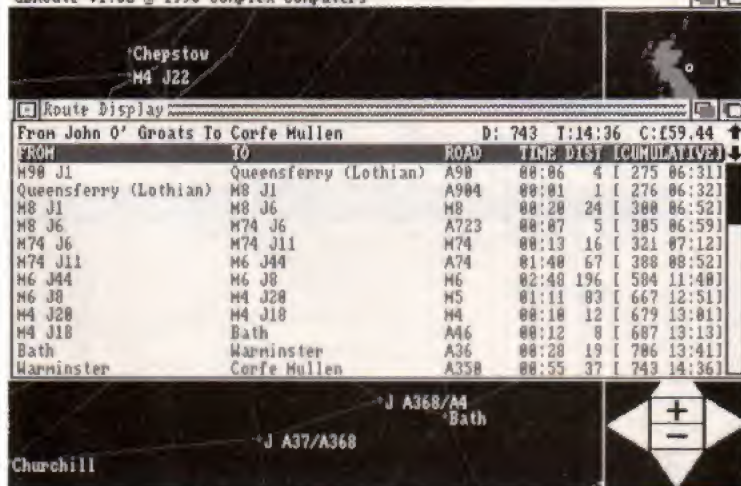 Chepstow
M4 J22
Route Display
From John O' Groats To Corfe Mullen D: 743 T:14:36 C:£59.44
FROM TO ROAD TIME DIST [CUMULATIVE]
M90 J1 Queensferry (Lothian) A90 00:06 4 [ 275 06:31]
Queensferry (Lothian) M8 J1 A904 00:01 1 [ 276 06:32]
M8 J1 M8 J6 M8 00:20 24 [ 300 06:52]
M8 J6 M74 J6 A723 00:07 5 [ 305 06:59]
M74 J6 M74 J11 M74 00:13 16 [ 321 07:12]
M74 J11 M6 J44 A74 01:40 67 [ 388 08:52]
M6 J44 M6 J8 M6 02:48 196 [ 584 11:40]
M6 J8 M4 J20 M5 01:11 83 [ 667 12:51]
M4 J20 M4 J18 M4 00:10 12 [ 679 13:01]
M4 J18 Bath A46 00:12 8 [ 687 13:13]
Bath Warminster A36 00:28 19 [ 706 13:41]
Warminster Corfe Mullen A350 00:55 37 [ 743 14:36]
J A368/A4
Bath
+
J A37/A368
-
Churchill